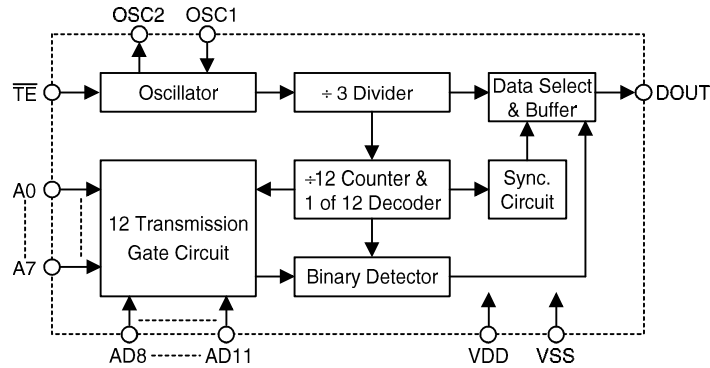 OSC2 OSC1
T̅E̅ Oscillator ÷ 3 Divider Data Select
& Buffer DOUT
A0 12 Transmission
Gate Circuit ÷12 Counter &
1 of 12 Decoder Sync.
Circuit
A7 Binary Detector
AD8 AD11 VDD VSS